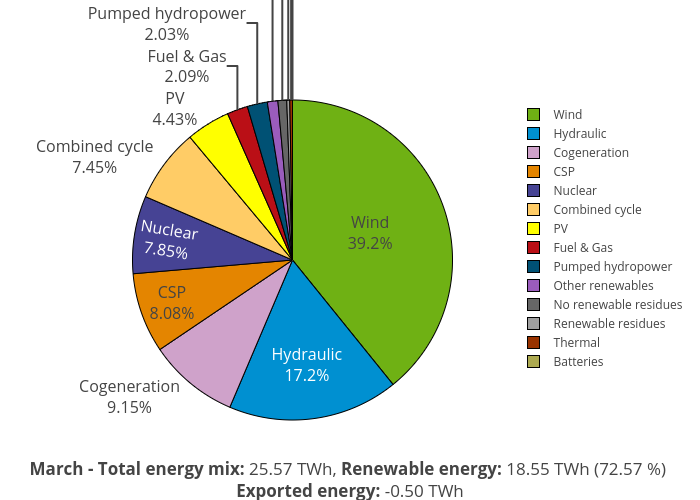 Pumped hydropower
2.03%
Fuel & Gas
2.09%
PV
4.43%
Combined cycle
7.45%
Nuclear
7.85%
CSP
8.08%
Cogeneration
9.15%
Hydraulic
17.2%
Wind
39.2%
Wind
Hydraulic
Cogeneration
CSP
Nuclear
Combined cycle
PV
Fuel & Gas
Pumped hydropower
Other renewables
No renewable residues
Renewable residues
Thermal
Batteries
March - Total energy mix: 25.57 TWh, Renewable energy: 18.55 TWh (72.57 %)
Exported energy: -0.50 TWh